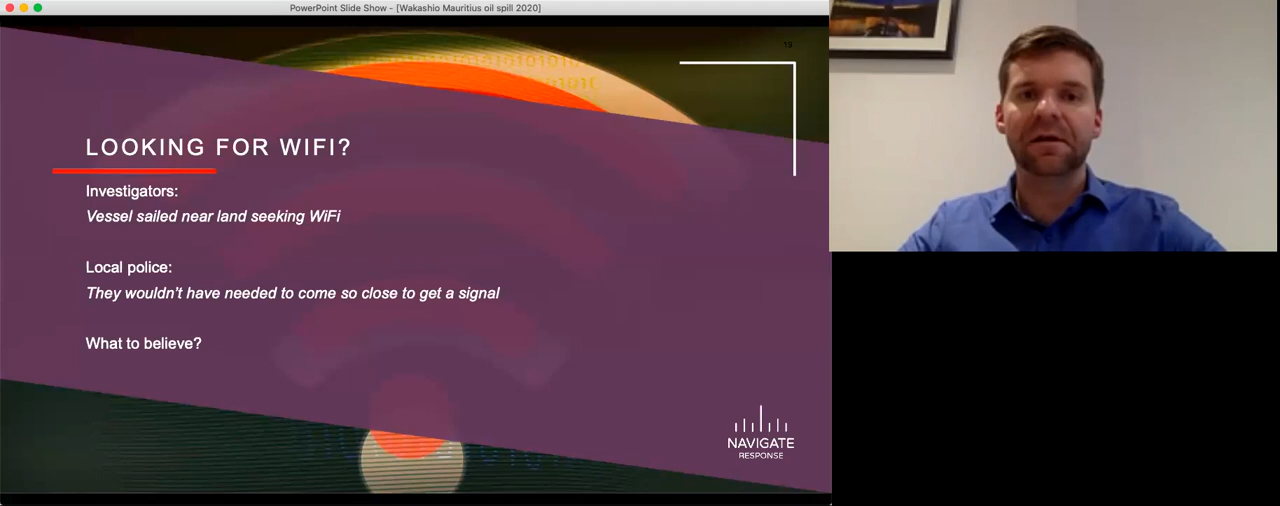 PowerPoint Slide Show - [Wakashio Mauritius oil spill 2020]
19
LOOKING FOR WIFI?
Investigators:
Vessel sailed near land seeking WiFi
Local police:
They wouldn't have needed to come so close to get a signal
What to believe?
NAVIGATE
RESPONSE